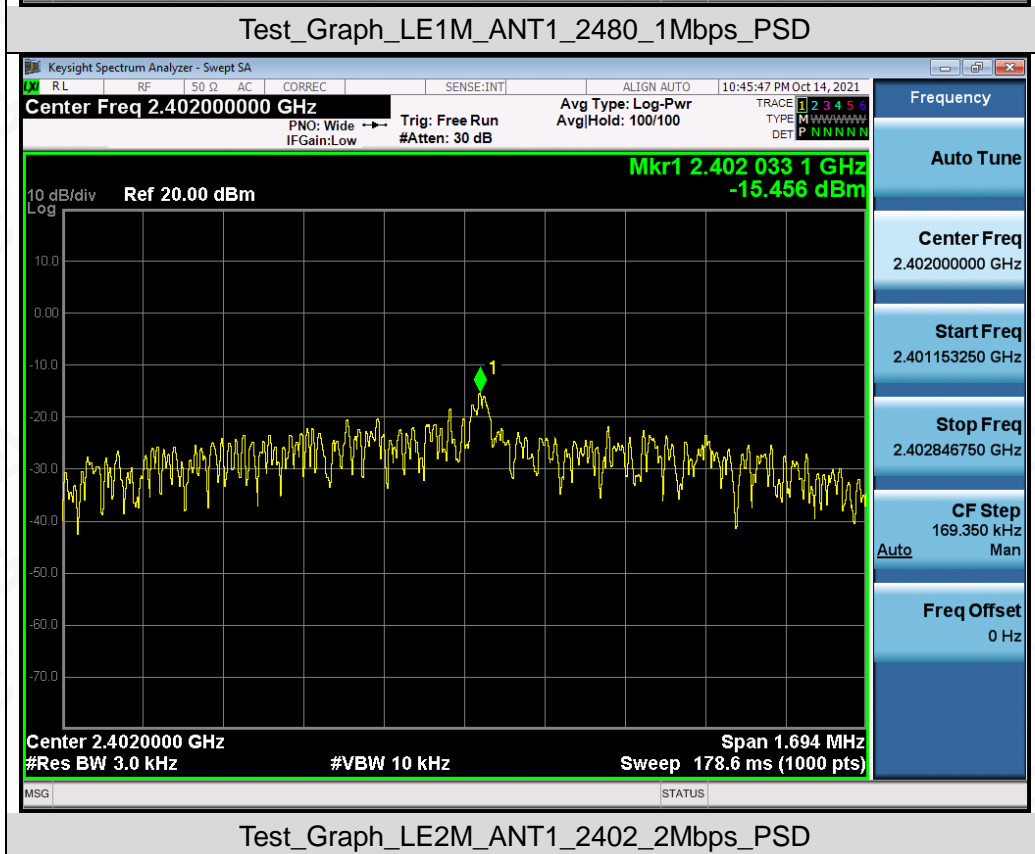 Test_Graph_LE1M_ANT1_2480_1Mbps_PSD
Keysight Spectrum Analyzer - Swept SA
LXI RL RF 50 Ω AC CORREC SENSE:INT ALIGN AUTO 10:45:47 PM Oct 14, 2021
Center Freq 2.402000000 GHz
PNO: Wide
IFGain:Low
Trig: Free Run
#Atten: 30 dB
Avg Type: Log-Pwr
Avg|Hold: 100/100
TRACE 1 2 3 4 5 6
TYPE M WWWWW
DET P N N N N N
Mkr1 2.402 033 1 GHz
-15.456 dBm
10 dB/div Ref 20.00 dBm
Log
10.0
0.00
-10.0
-20.0
-30.0
-40.0
-50.0
-60.0
-70.0
1
Center 2.4020000 GHz Span 1.694 MHz
#Res BW 3.0 kHz #VBW 10 kHz Sweep 178.6 ms (1000 pts)
MSG STATUS
Frequency
Auto Tune
Center Freq
2.402000000 GHz
Start Freq
2.401153250 GHz
Stop Freq
2.402846750 GHz
CF Step
169.350 kHz
Auto Man
Freq Offset
0 Hz
Test_Graph_LE2M_ANT1_2402_2Mbps_PSD